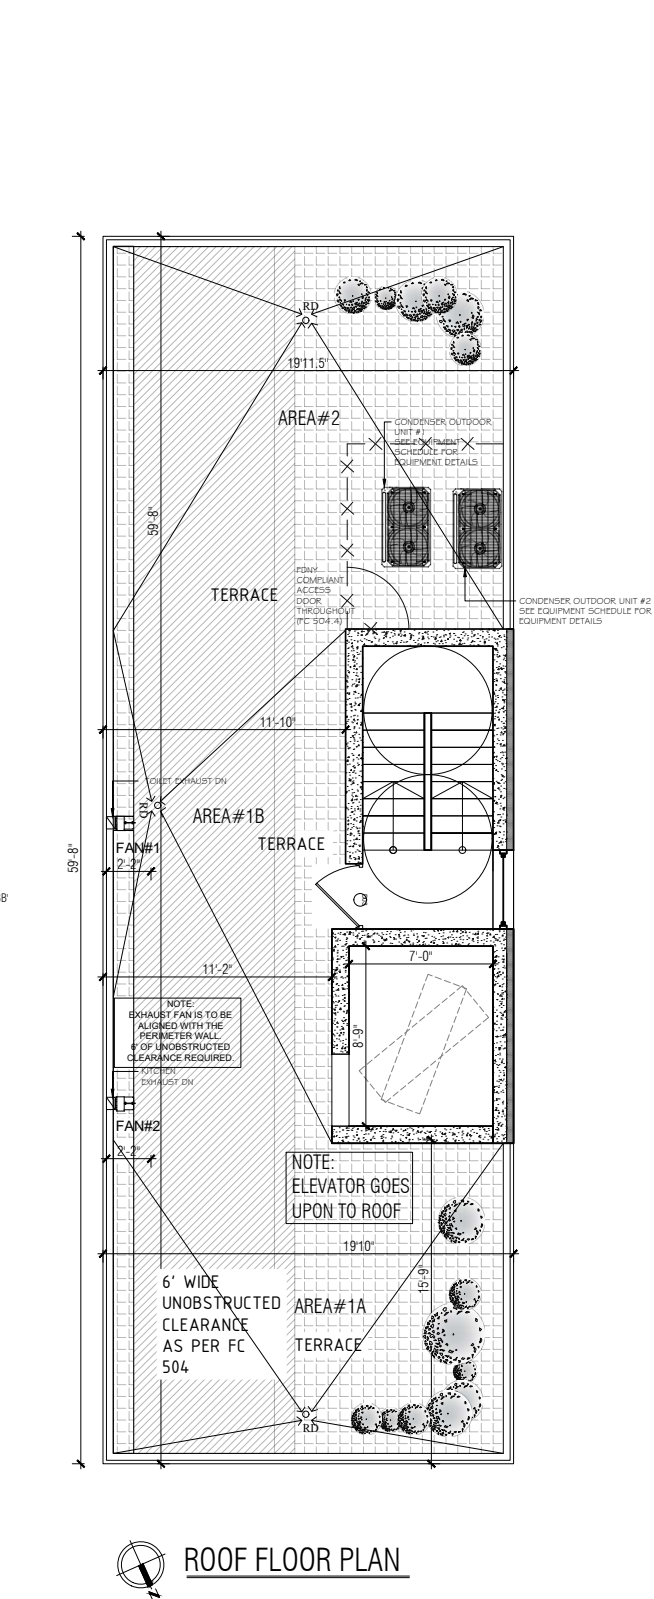 RD
19'11.5"
AREA#2
CONDENSER OUTDOOR
UNIT #1
SEE EQUIPMENT
SCHEDULE FOR
EQUIPMENT DETAILS
59'-8"
FDNY
COMPLIANT
ACCESS
DOOR
THROUGHOUT
(FC 504.4)
TERRACE
CONDENSER OUTDOOR UNIT #2
SEE EQUIPMENT SCHEDULE FOR
EQUIPMENT DETAILS
11'-10"
TOILET EXHAUST DN
RD
AREA#1B
TERRACE
FAN#1
2'-2"
59'-8"
7'-0"
11'-2"
8'-9"
NOTE:
EXHAUST FAN IS TO BE
ALIGNED WITH THE
PERIMETER WALL.
6' OF UNOBSTRUCTED
CLEARANCE REQUIRED.
KITCHEN
EXHAUST DN
FAN#2
2'-2"
NOTE:
ELEVATOR GOES
UPON TO ROOF
19'10"
15'-9"
6' WIDE
UNOBSTRUCTED
CLEARANCE
AS PER FC
504
AREA#1A
TERRACE
RD
N
ROOF FLOOR PLAN